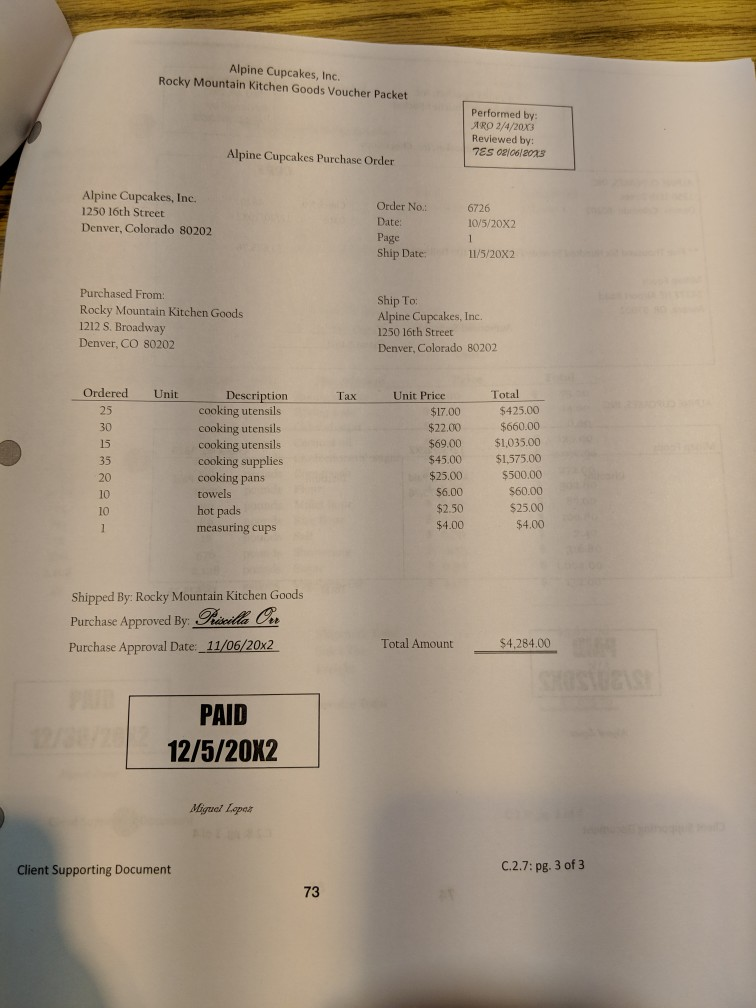 Alpine Cupcakes, Inc.
Rocky Mountain Kitchen Goods Voucher Packet
Performed by:
ARO 2/4/20X3
Reviewed by:
TES 02/06/20X3
Alpine Cupcakes Purchase Order
Alpine Cupcakes, Inc.
1250 16th Street
Denver, Colorado 80202
Order No.: 6726
Date: 10/5/20X2
Page 1
Ship Date: 11/5/20X2
Purchased From:
Rocky Mountain Kitchen Goods
1212 S. Broadway
Denver, CO 80202
Ship To:
Alpine Cupcakes, Inc.
1250 16th Street
Denver, Colorado 80202
Ordered Unit Description Tax Unit Price Total
25 cooking utensils $17.00 $425.00
30 cooking utensils $22.00 $660.00
15 cooking utensils $69.00 $1,035.00
35 cooking supplies $45.00 $1,575.00
20 cooking pans $25.00 $500.00
10 towels $6.00 $60.00
10 hot pads $2.50 $25.00
1 measuring cups $4.00 $4.00
Shipped By: Rocky Mountain Kitchen Goods
Purchase Approved By: Priscilla Orr
Purchase Approval Date: 11/06/20x2
Total Amount $4,284.00
PAID
12/5/20X2
Miguel Lopez
Client Supporting Document
C.2.7: pg. 3 of 3
73